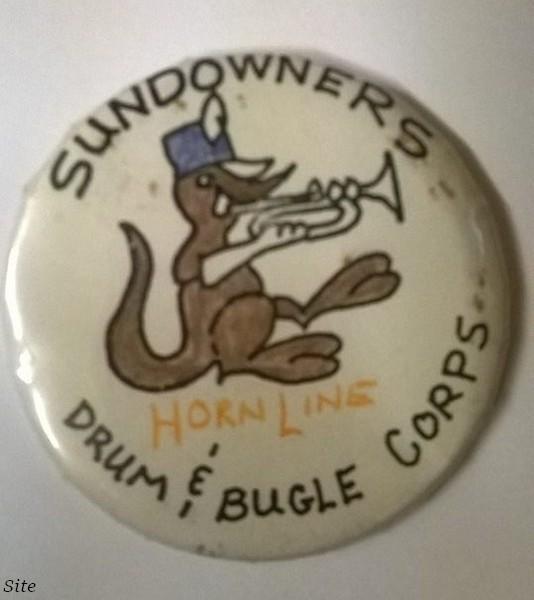 SUNDOWNERS
HORN LINE
DRUM & BUGLE CORPS
Site